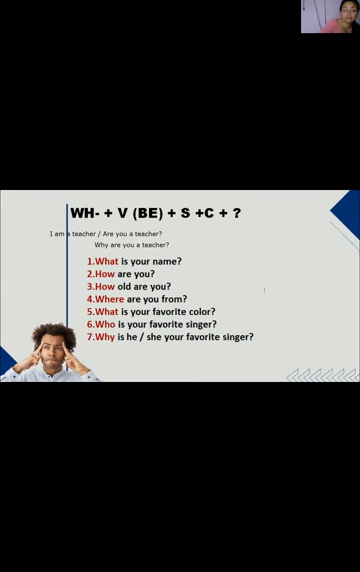 WH- + V (BE) + S +C + ?
I am a teacher / Are you a teacher?
Why are you a teacher?
1.What is your name?
2.How are you?
3.How old are you?
4.Where are you from?
5.What is your favorite color?
6.Who is your favorite singer?
7.Why is he / she your favorite singer?